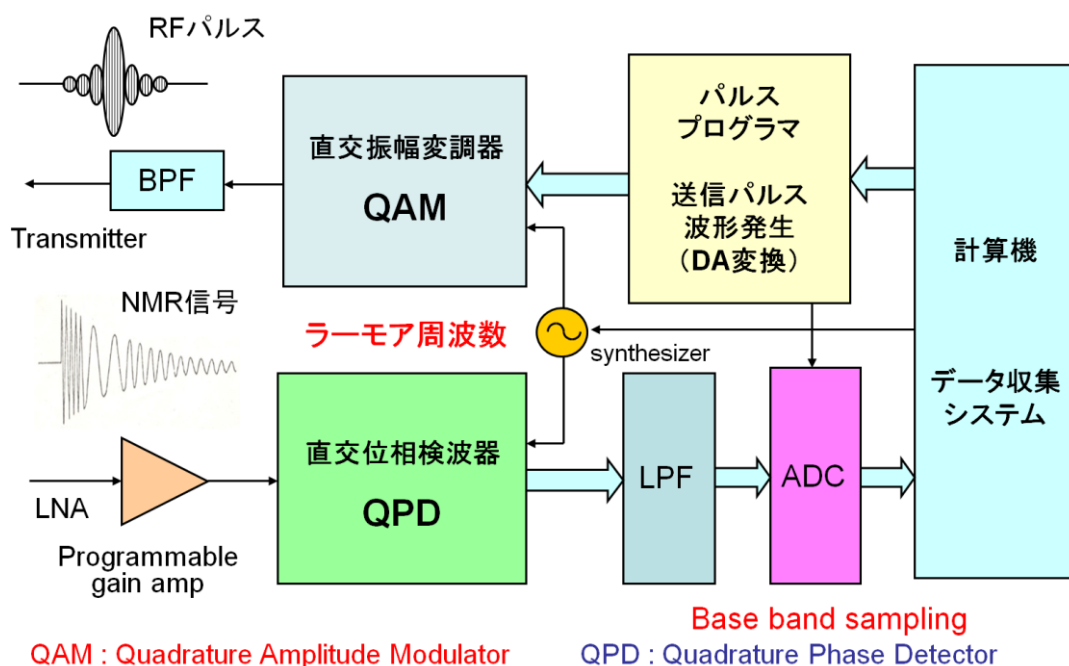 RFパルス
BPF
Transmitter
直交振幅変調器
QAM
パルス
プログラマ
送信パルス
波形発生
（DA変換）
計算機
データ収集
システム
NMR信号
ラーモア周波数
synthesizer
LNA
Programmable
gain amp
直交位相検波器
QPD
LPF
ADC
Base band sampling
QAM : Quadrature Amplitude Modulator
QPD : Quadrature Phase Detector